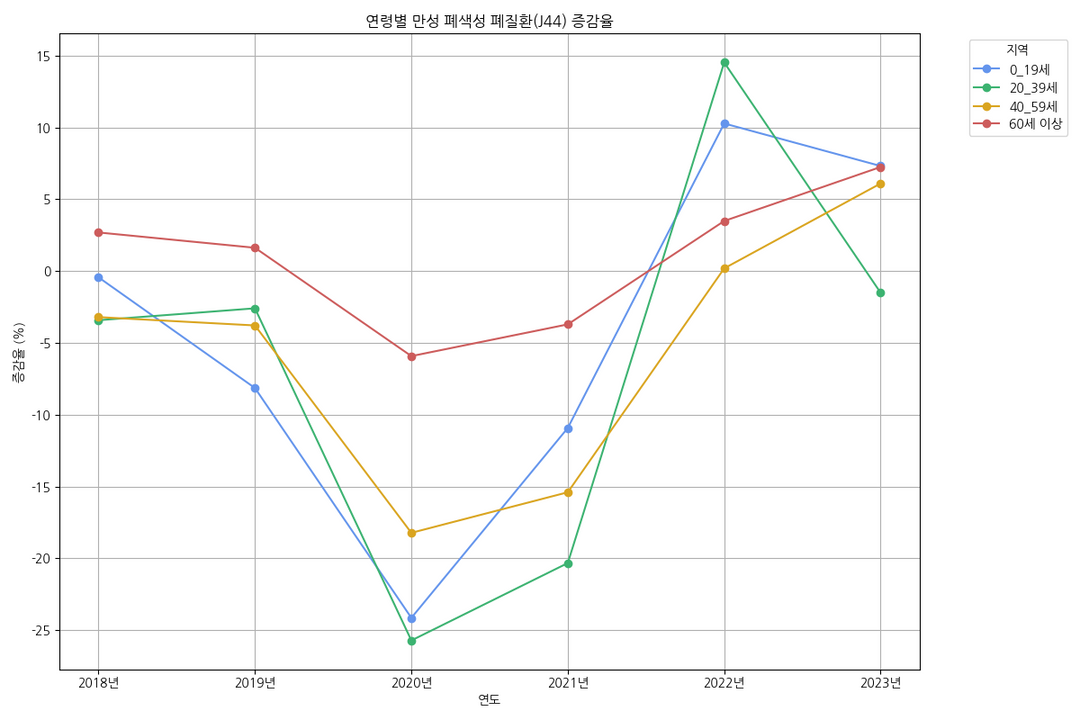 연령별 만성 폐색성 폐질환(J44) 증감율
지역
0_19세
20_39세
40_59세
60세 이상
15
10
5
0
-5
-10
-15
-20
-25
증감율 (%)
2018년 2019년 2020년 2021년 2022년 2023년
연도